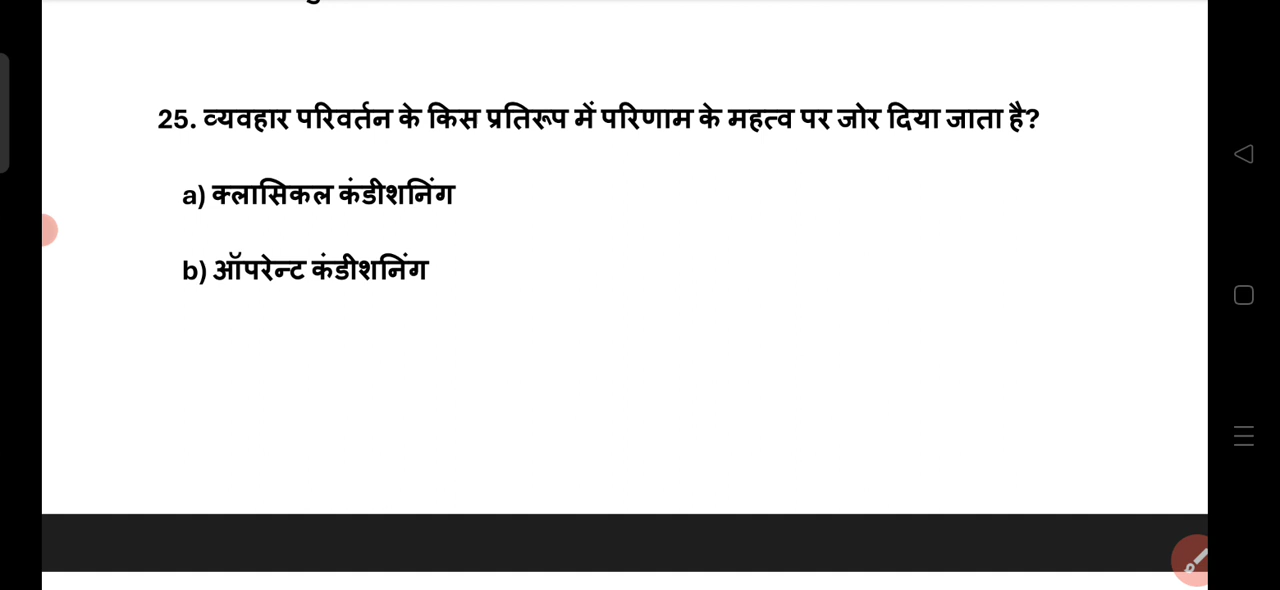 25. व्यवहार परिवर्तन के किस प्रतिरूप में परिणाम के महत्व पर जोर दिया जाता है?
a) क्लासिकल कंडीशनिंग
b) ऑपरेन्ट कंडीशनिंग